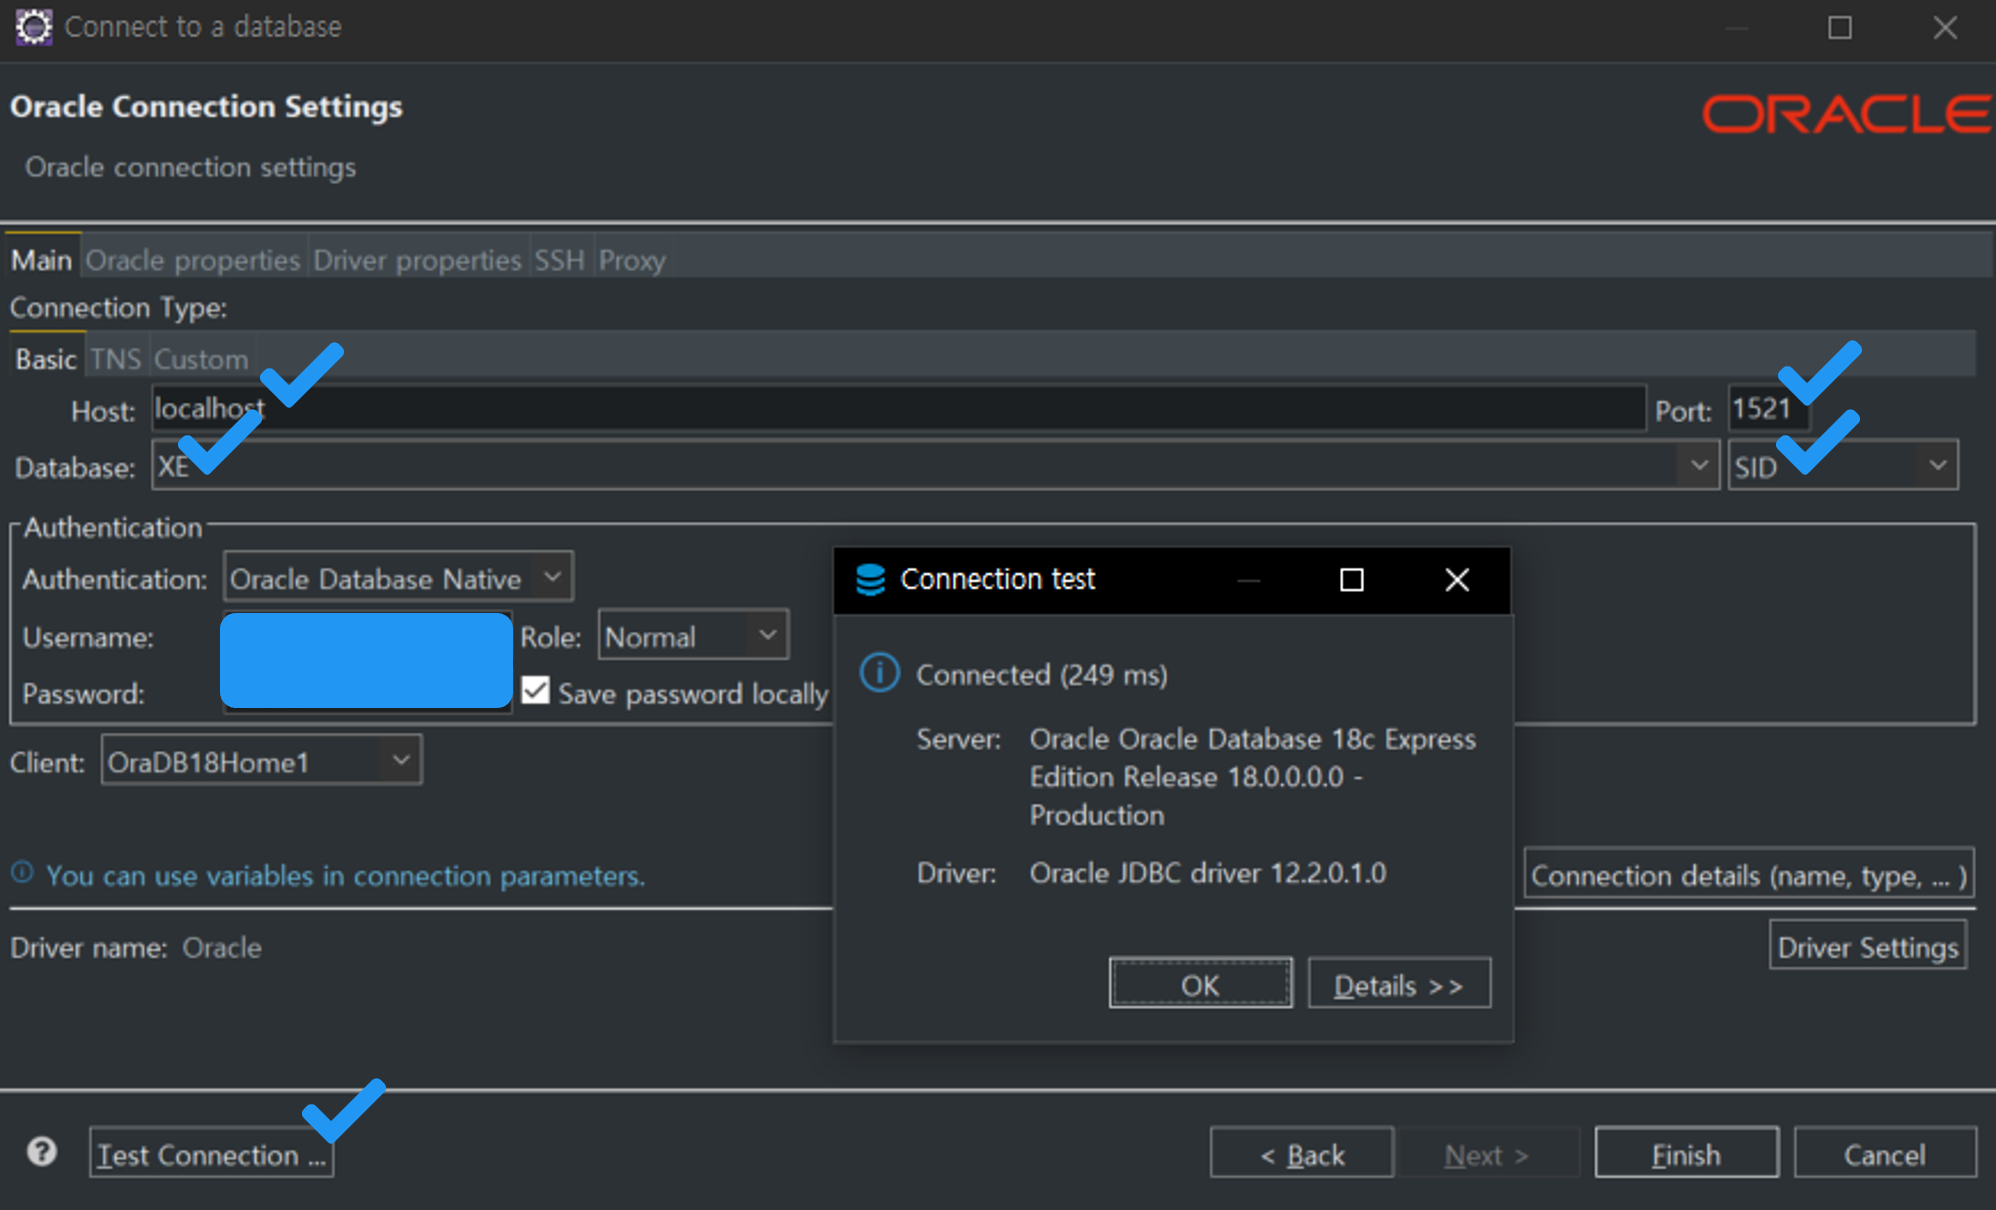 Connect to a database
Oracle Connection Settings
ORACLE
Oracle connection settings
Main Oracle properties Driver properties SSH Proxy
Connection Type:
Basic TNS Custom
Host: localhost Port: 1521
Database: XE SID
Authentication
Authentication: Oracle Database Native
Username: Role: Normal
Password: Save password locally
Client: OraDB18Home1
You can use variables in connection parameters.
Connection details (name, type, ... )
Driver name: Oracle
Driver Settings
Connection test
Connected (249 ms)
Server: Oracle Oracle Database 18c Express
Edition Release 18.0.0.0.0 -
Production
Driver: Oracle JDBC driver 12.2.0.1.0
OK Details >>
Test Connection ... < Back Next > Finish Cancel